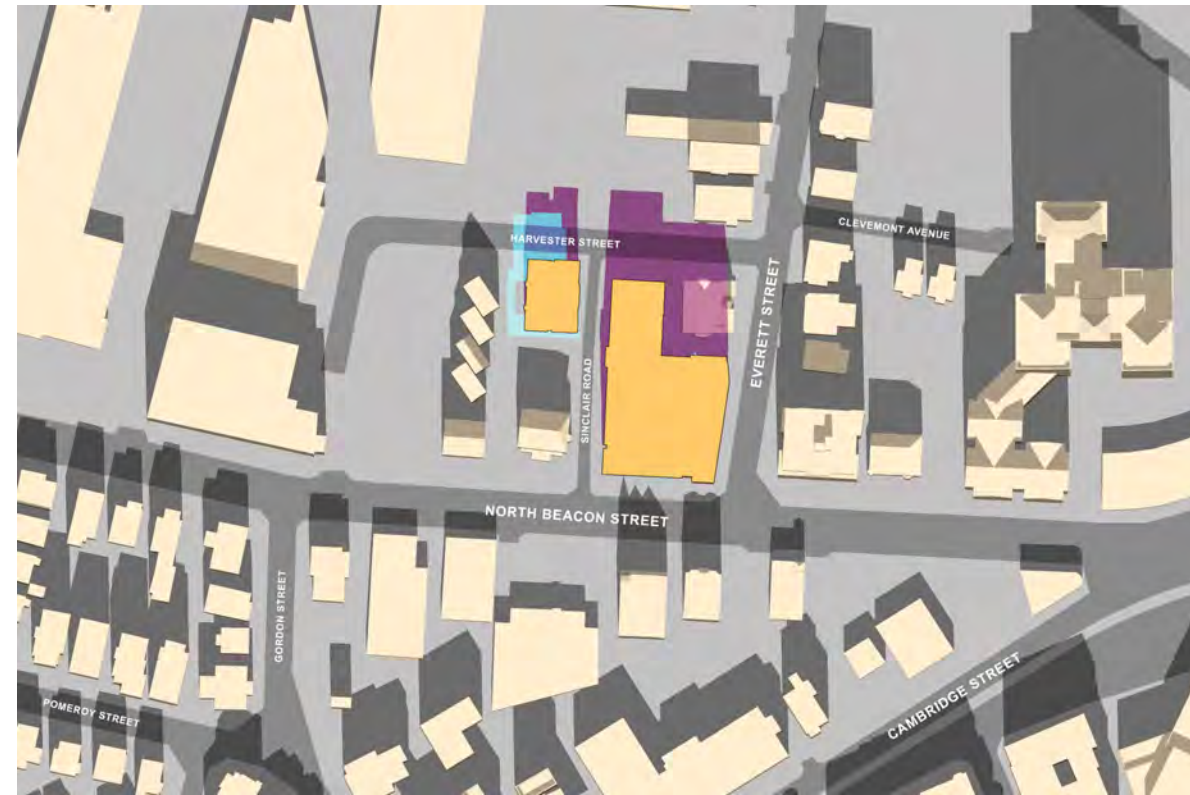 CLEVEMONT AVENUE
HARVESTER STREET
EVERETT STREET
SINCLAIR ROAD
NORTH BEACON STREET
GORDON STREET
CAMBRIDGE STREET
POMEROY STREET